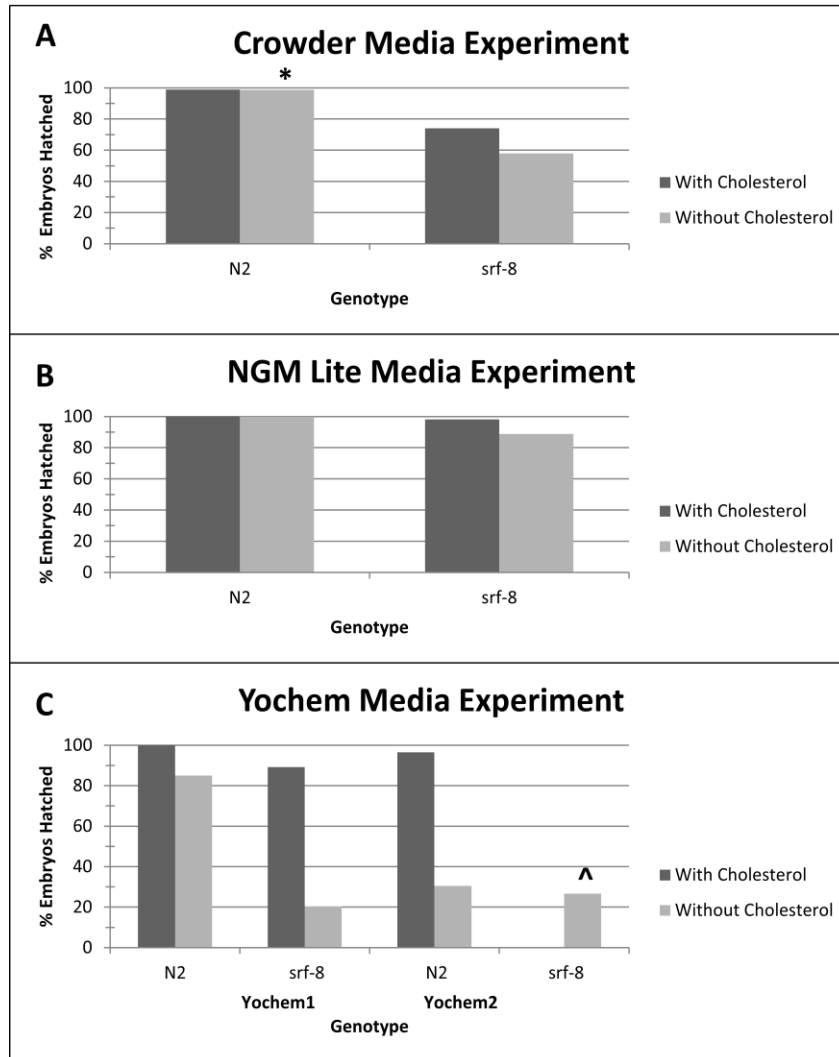 A
Crowder Media Experiment
*
% Embryos Hatched
100
80
60
40
20
0
N2
srf-8
Genotype
With Cholesterol
Without Cholesterol
B
NGM Lite Media Experiment
% Embryos Hatched
100
80
60
40
20
0
N2
srf-8
Genotype
With Cholesterol
Without Cholesterol
C
Yochem Media Experiment
% Embryos Hatched
100
80
60
40
20
0
^
N2
srf-8
N2
srf-8
Yochem1
Yochem2
Genotype
With Cholesterol
Without Cholesterol